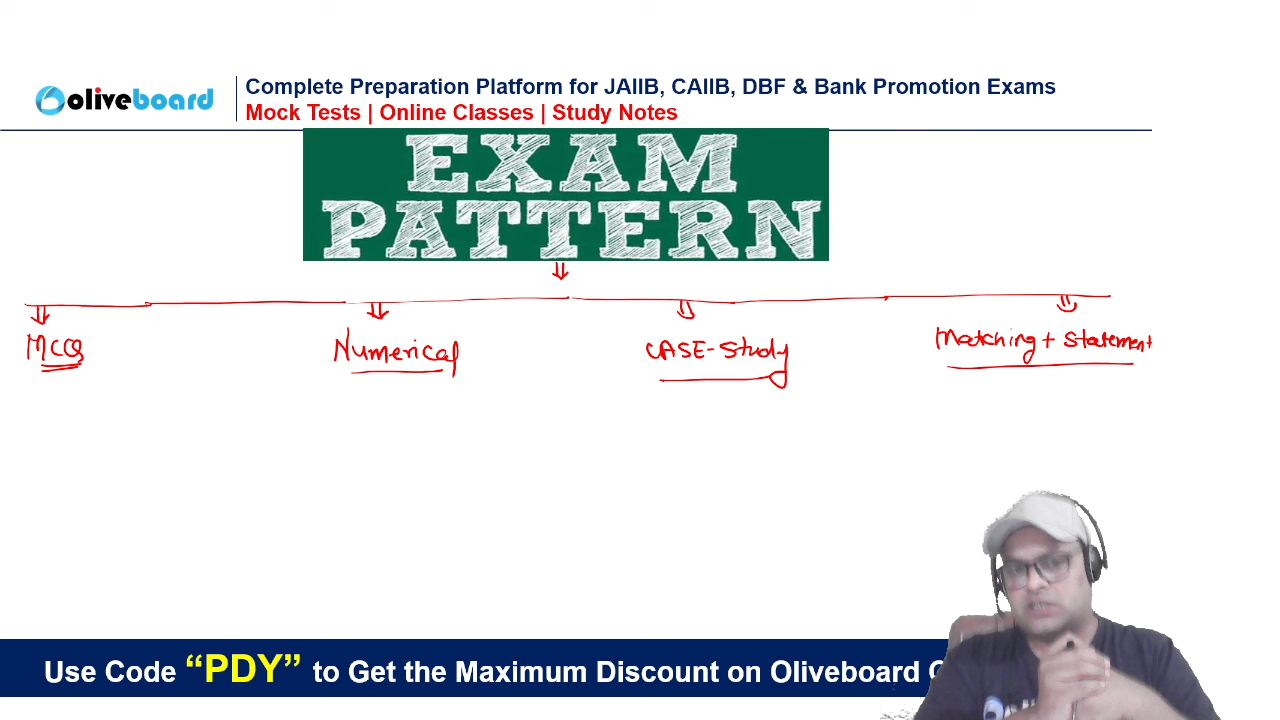 oliveboard
Complete Preparation Platform for JAIIB, CAIIB, DBF & Bank Promotion Exams
Mock Tests | Online Classes | Study Notes
EXAM
PATTERN
MCQ
Numerical
CASE-Study
Matching + Statement
Use Code “PDY” to Get the Maximum Discount on Oliveboard